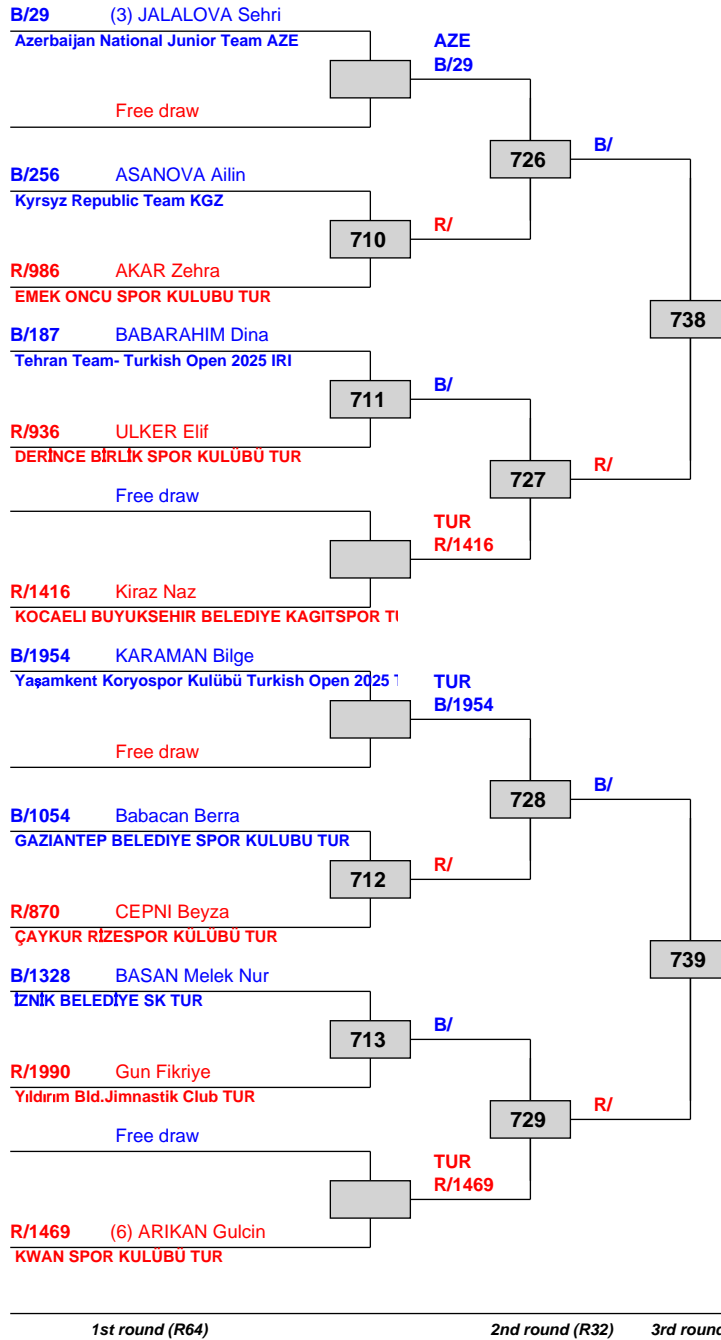 B/29 (3) JALALOVA Sehri
Azerbaijan National Junior Team AZE
AZE
B/29
Free draw
726
B/
B/256 ASANOVA Ailin
Kyrsyz Republic Team KGZ
710
R/
R/986 AKAR Zehra
EMEK ONCU SPOR KULUBU TUR
738
B/187 BABARAHIM Dina
Tehran Team- Turkish Open 2025 IRI
711
B/
R/936 ULKER Elif
DERİNCE BİRLİK SPOR KULÜBÜ TUR
727
R/
Free draw
TUR
R/1416
R/1416 Kiraz Naz
KOCAELI BUYUKSEHIR BELEDIYE KAGITSPOR
B/1954 KARAMAN Bilge
Yaşamkent Koryospor Kulübü Turkish Open 2025
TUR
B/1954
Free draw
728
B/
B/1054 Babacan Berra
GAZIANTEP BELEDIYE SPOR KULUBU TUR
712
R/
R/870 CEPNI Beyza
ÇAYKUR RİZESPOR KÜLÜBÜ TUR
739
B/1328 BASAN Melek Nur
İZNİK BELEDİYE SK TUR
713
B/
R/1990 Gun Fikriye
Yıldırım Bld.Jimnastik Club TUR
729
R/
Free draw
TUR
R/1469
R/1469 (6) ARIKAN Gulcin
KWAN SPOR KULÜBÜ TUR
1st round (R64) 2nd round (R32) 3rd round